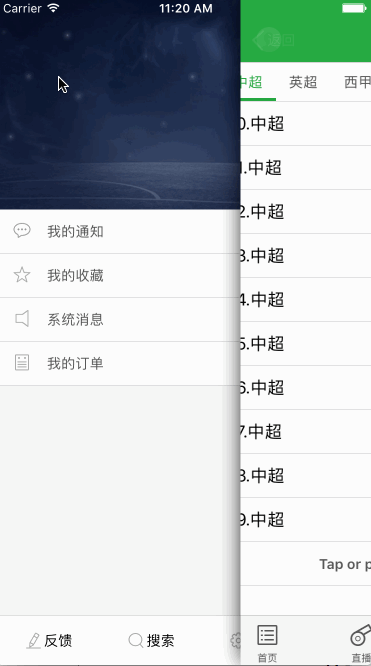 Carrier 11:20 AM
返回
中超 英超 西甲
0.中超
1.中超
2.中超
3.中超
4.中超
5.中超
6.中超
7.中超
8.中超
9.中超
Tap or p
我的通知
我的收藏
系统消息
我的订单
反馈 搜索
首页 直播